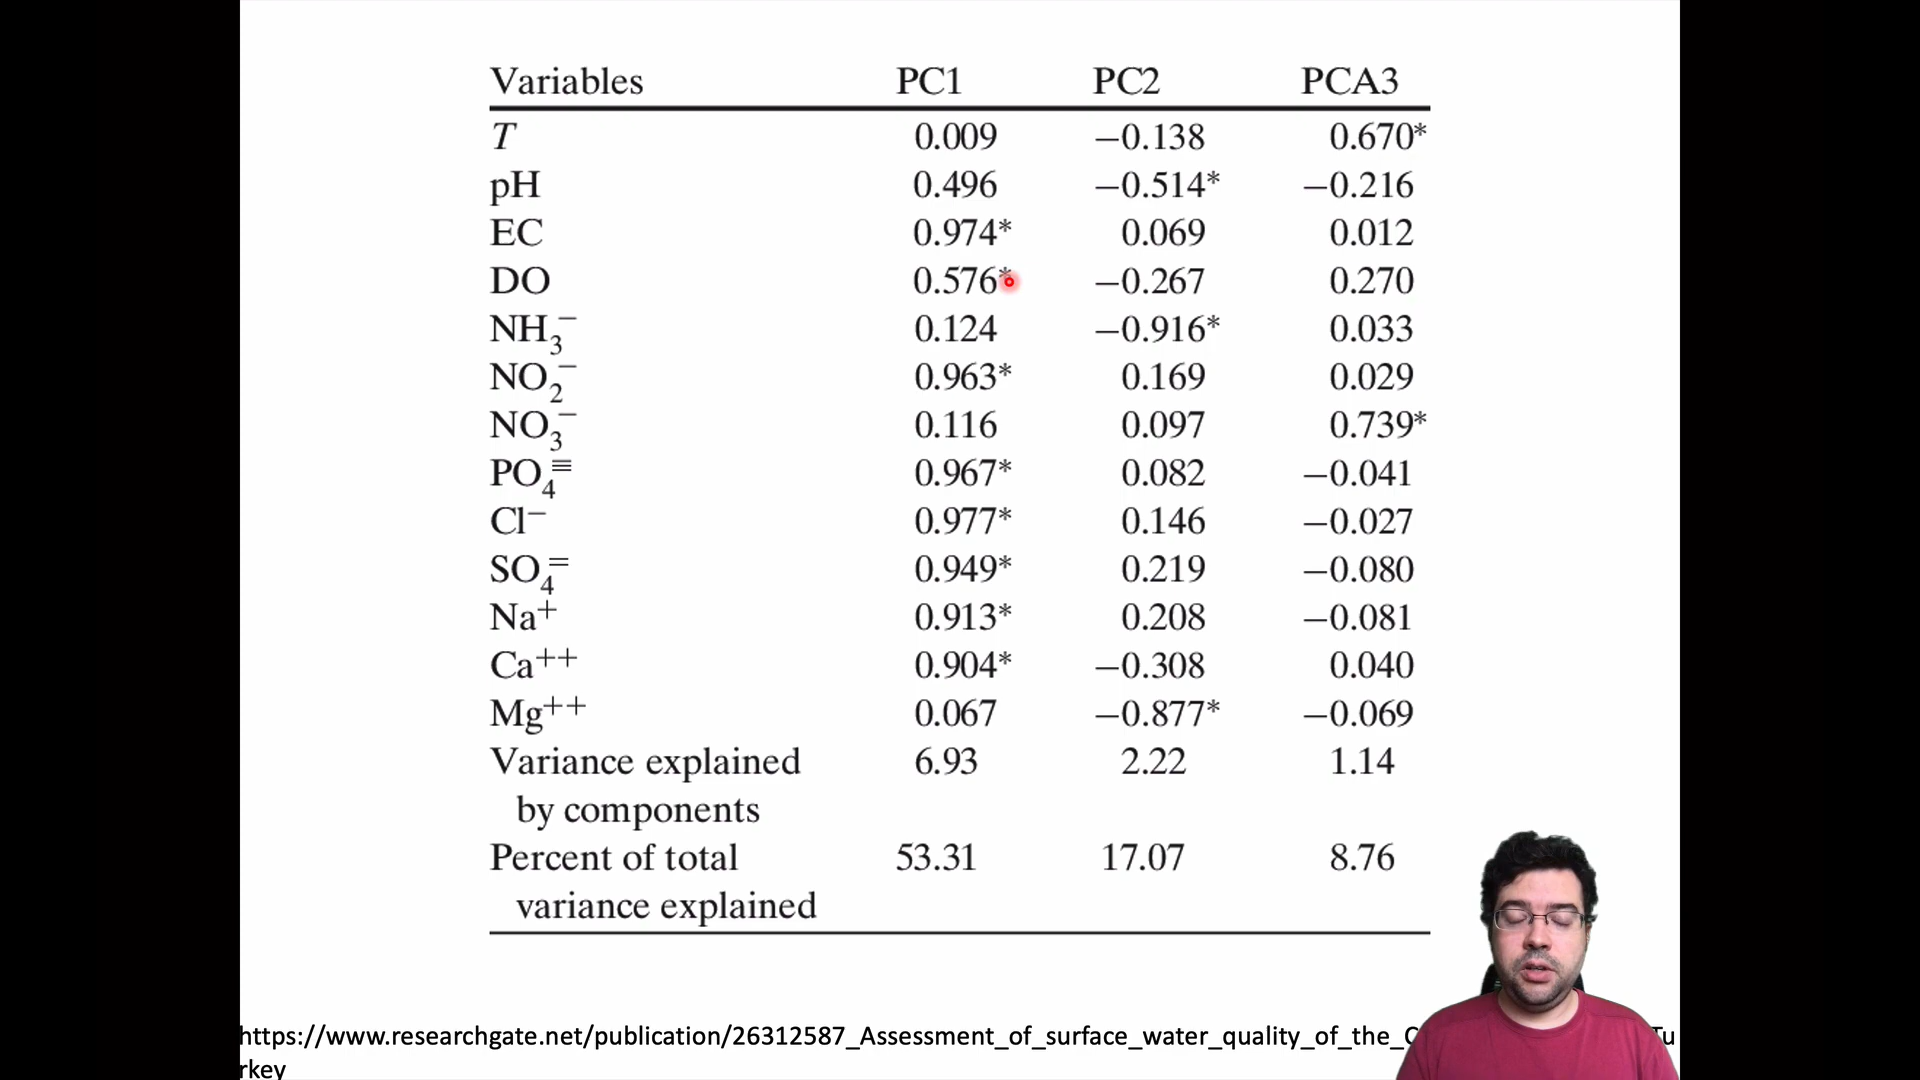 Variables PC1 PC2 PCA3
T 0.009 −0.138 0.670*
pH 0.496 −0.514* −0.216
EC 0.974* 0.069 0.012
DO 0.576* −0.267 0.270
NH₃⁻ 0.124 −0.916* 0.033
NO₂⁻ 0.963* 0.169 0.029
NO₃⁻ 0.116 0.097 0.739*
PO₄≡ 0.967* 0.082 −0.041
Cl⁻ 0.977* 0.146 −0.027
SO₄⁼ 0.949* 0.219 −0.080
Na⁺ 0.913* 0.208 −0.081
Ca⁺⁺ 0.904* −0.308 0.040
Mg⁺⁺ 0.067 −0.877* −0.069
Variance explained 6.93 2.22 1.14
by components
Percent of total 53.31 17.07 8.76
variance explained
https://www.researchgate.net/publication/26312587_Assessment_of_surface_water_quality_of_the_ Tu
rkey